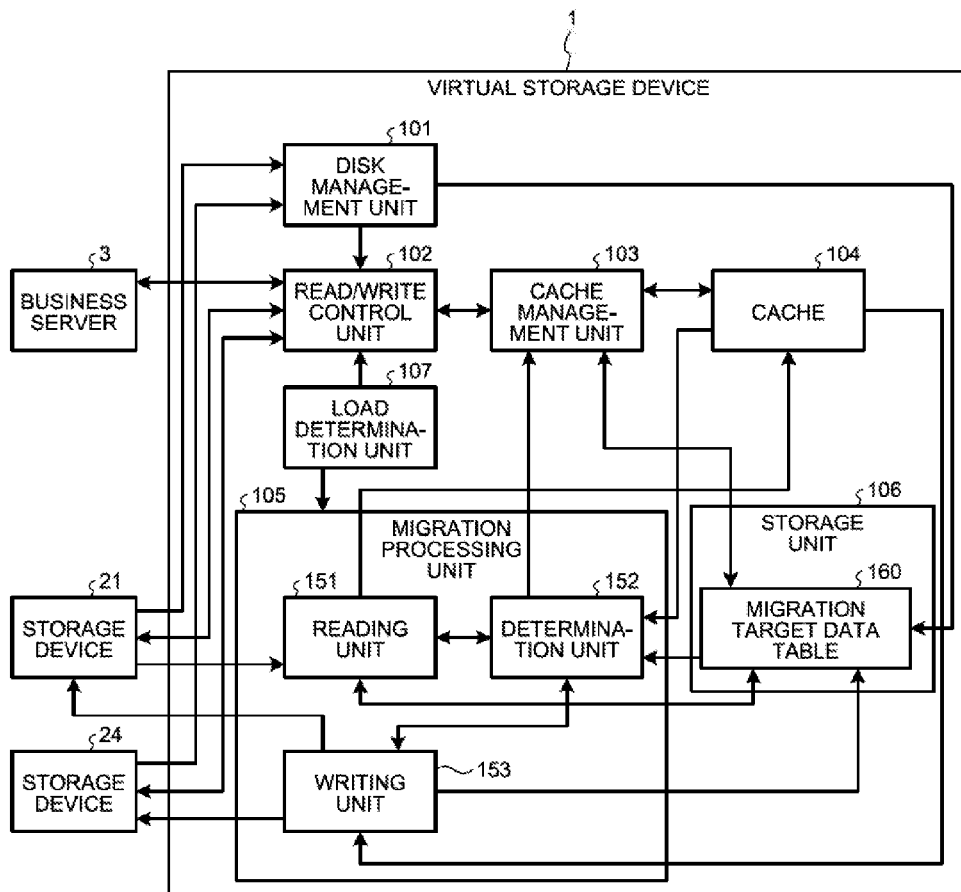 1
VIRTUAL STORAGE DEVICE
101
DISK
MANAGE-
MENT UNIT
3
BUSINESS
SERVER
102
READ/WRITE
CONTROL
UNIT
103
CACHE
MANAGE-
MENT UNIT
104
CACHE
107
LOAD
DETERMINA-
TION UNIT
105
MIGRATION
PROCESSING
UNIT
106
STORAGE
UNIT
21
STORAGE
DEVICE
151
READING
UNIT
152
DETERMINA-
TION UNIT
160
MIGRATION
TARGET DATA
TABLE
24
STORAGE
DEVICE
WRITING
UNIT
153